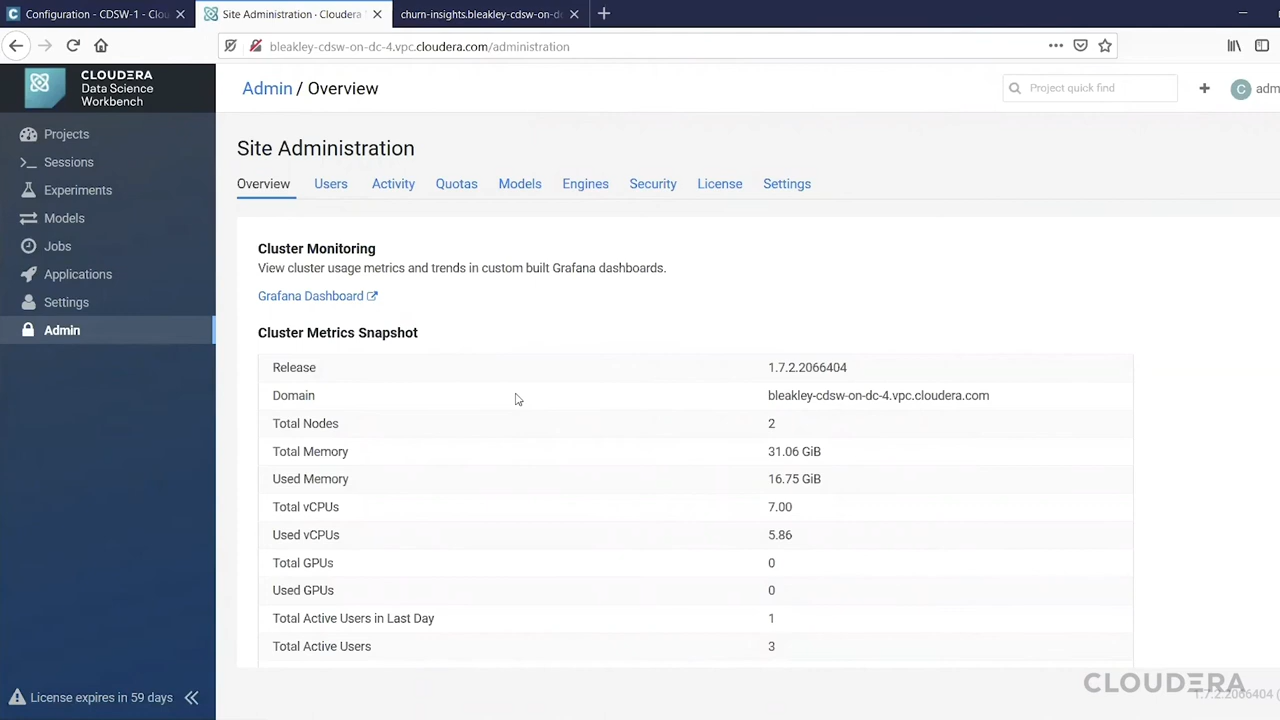 Configuration - CDSW-1 - Clou
Site Administration · Cloudera
churn-insights.bleakley-cdsw-on-d
bleakley-cdsw-on-dc-4.vpc.cloudera.com/administration
CLOUDERA
Data Science
Workbench
Admin / Overview
Project quick find
C
adm
Projects
Sessions
Experiments
Models
Jobs
Applications
Settings
Admin
Site Administration
Overview Users Activity Quotas Models Engines Security License Settings
Cluster Monitoring
View cluster usage metrics and trends in custom built Grafana dashboards.
Grafana Dashboard
Cluster Metrics Snapshot
Release 1.7.2.2066404
Domain bleakley-cdsw-on-dc-4.vpc.cloudera.com
Total Nodes 2
Total Memory 31.06 GiB
Used Memory 16.75 GiB
Total vCPUs 7.00
Used vCPUs 5.86
Total GPUs 0
Used GPUs 0
Total Active Users in Last Day 1
Total Active Users 3
License expires in 59 days
CLOUDERA
1.7.2.2066404 (